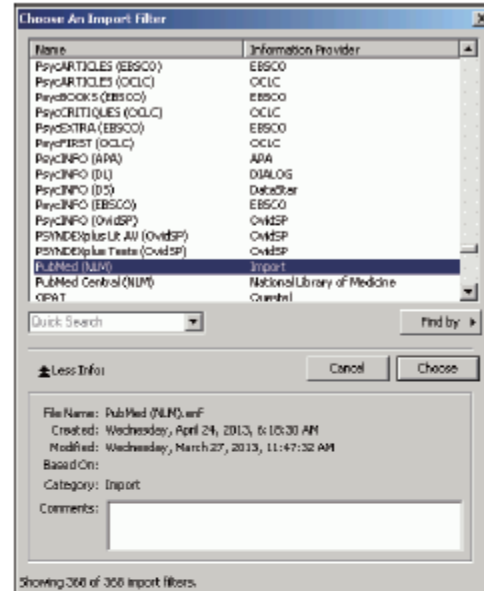 Choose An Import Filter
Name Information Provider
PsycARTICLES (EBSCO) EBSCO
PsycARTICLES (OCLC) OCLC
PsycBOOKS (EBSCO) EBSCO
PsycCRITIQUES (OCLC) OCLC
PsycEXTRA (EBSCO) EBSCO
PsycFIRST (OCLC) OCLC
PsycINFO (APA) APA
PsycINFO (DL) DIALOG
PsycINFO (DS) DataStar
PsycINFO (EBSCO) EBSCO
PsycINFO (OvidSP) OvidSP
PSYNDEXplus Lit AV (OvidSP) OvidSP
PSYNDEXplus Tests (OvidSP) OvidSP
PubMed (NLM) Import
PubMed Central (NLM) National Library of Medicine
QPAT Questel
Quick Search Find by
Less Info: Cancel Choose
File Name: PubMed (NLM).enf
Created: Wednesday, April 24, 2013, 6:18:30 AM
Modified: Wednesday, March 27, 2013, 11:47:32 AM
Based On:
Category: Import
Comments:
Showing 368 of 368 import filters.